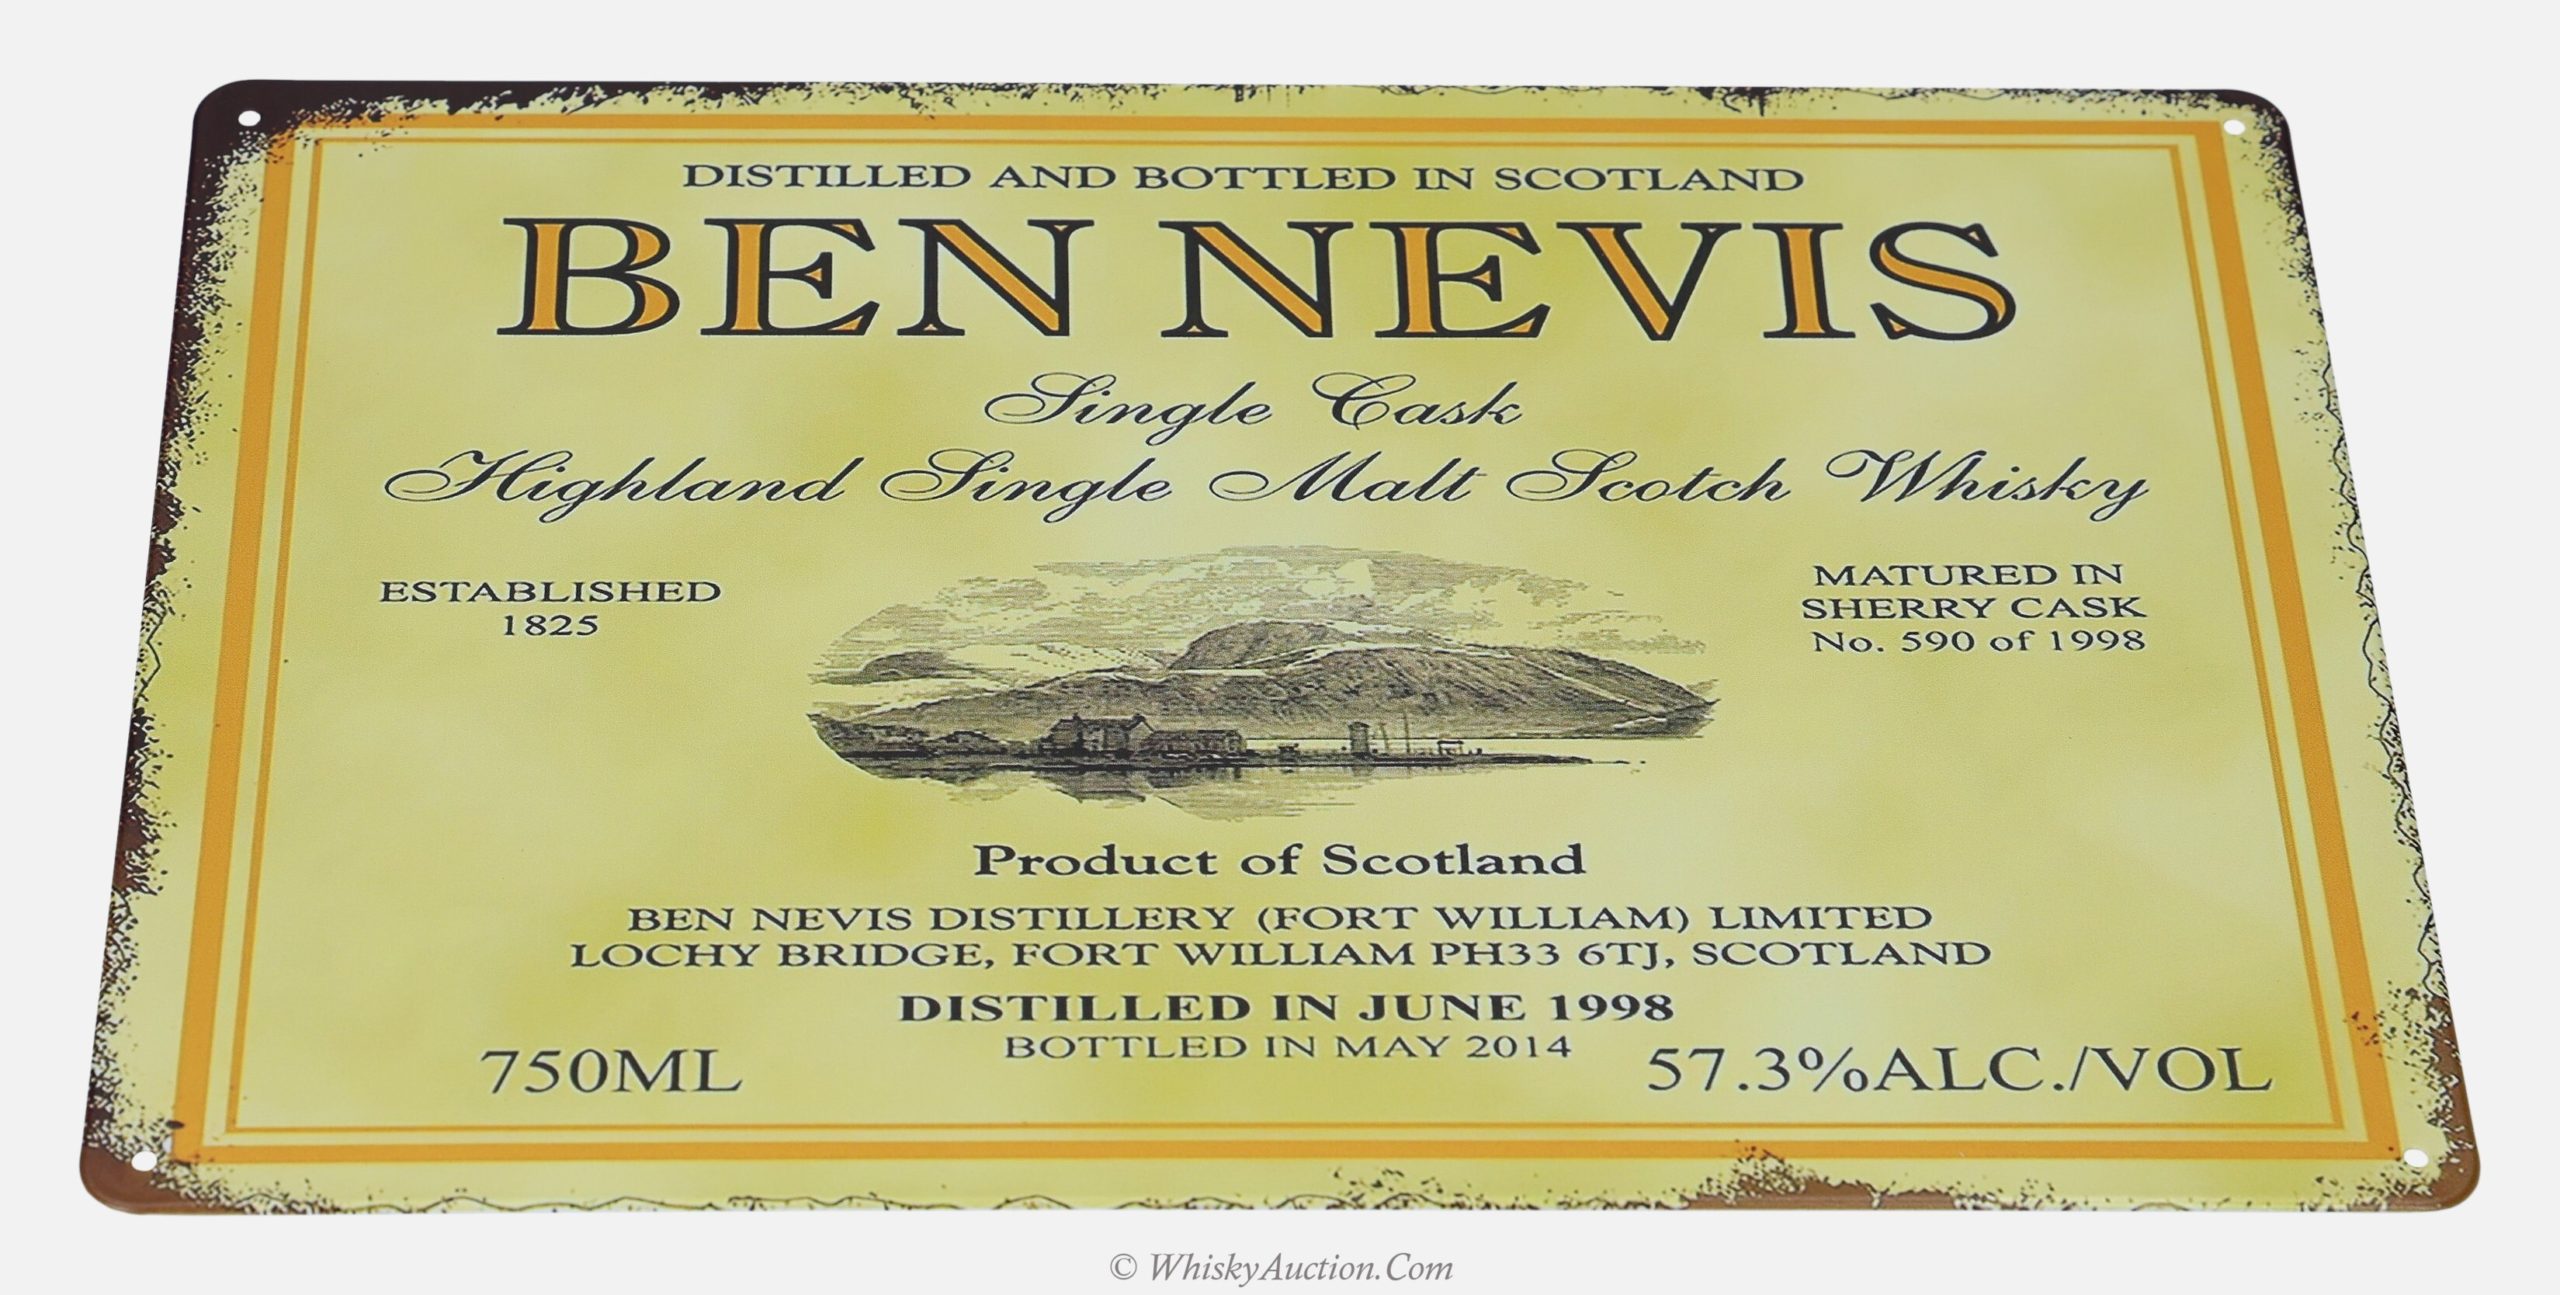 DISTILLED AND BOTTLED IN SCOTLAND
BEN NEVIS
Single Cask
Highland Single Malt Scotch Whisky
ESTABLISHED
1825
MATURED IN
SHERRY CASK
No. 590 of 1998
Product of Scotland
BEN NEVIS DISTILLERY (FORT WILLIAM) LIMITED
LOCHY BRIDGE, FORT WILLIAM PH33 6TJ, SCOTLAND
DISTILLED IN JUNE 1998
BOTTLED IN MAY 2014
750ML
57.3%ALC./VOL
© WhiskyAuction.Com